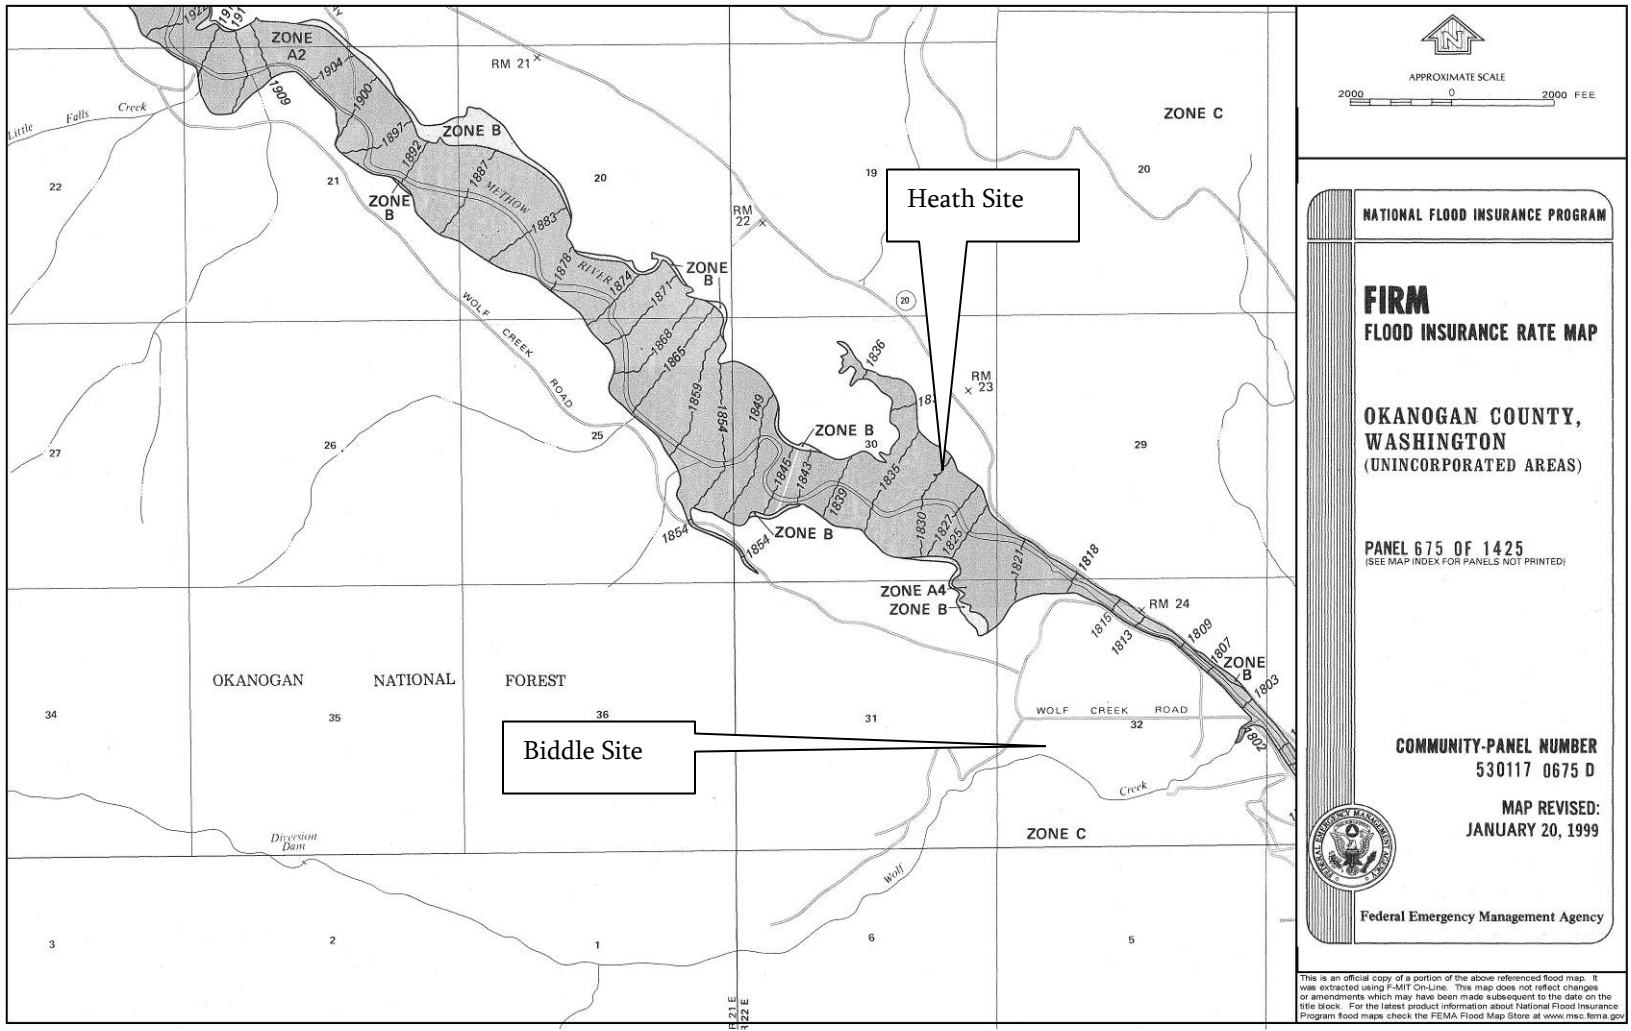 1922
ZONE
A2
1904
1900
1909
1897
1892
ZONE B
RM 21
Little Falls Creek
22
21
20
19
20
ZONE C
ZONE
B
1887
METHOW
1883
RM
22
1878
RIVER
1874
1871
ZONE
B
Heath Site
20
WOLF CREEK ROAD
1868
1865
1859
1854
1849
1836
RM
23
ZONE B
30
25
26
27
29
1845
1843
1839
1835
1830
1827
1825
1821
1818
1854
1854
ZONE B
ZONE A4
ZONE B
RM 24
1815
1813
1809
1807
ZONE
B
1803
1802
OKANOGAN NATIONAL FOREST
34
35
36
31
32
WOLF CREEK ROAD
Biddle Site
Creek
Wolf
ZONE C
Diversion
Dam
3
2
1
6
5
R 21 E
R 22 E
N
APPROXIMATE SCALE
2000 0 2000 FEE
NATIONAL FLOOD INSURANCE PROGRAM
FIRM
FLOOD INSURANCE RATE MAP
OKANOGAN COUNTY,
WASHINGTON
(UNINCORPORATED AREAS)
PANEL 675 OF 1425
(SEE MAP INDEX FOR PANELS NOT PRINTED)
COMMUNITY-PANEL NUMBER
530117 0675 D
MAP REVISED:
JANUARY 20, 1999
FEDERAL EMERGENCY MANAGEMENT AGENCY
Federal Emergency Management Agency
This is an official copy of a portion of the above referenced flood map. It
was extracted using F-MIT On-Line. This map does not reflect changes
or amendments which may have been made subsequent to the date on the
title block. For the latest product information about National Flood Insurance
Program flood maps check the FEMA Flood Map Store at www.msc.fema.gov